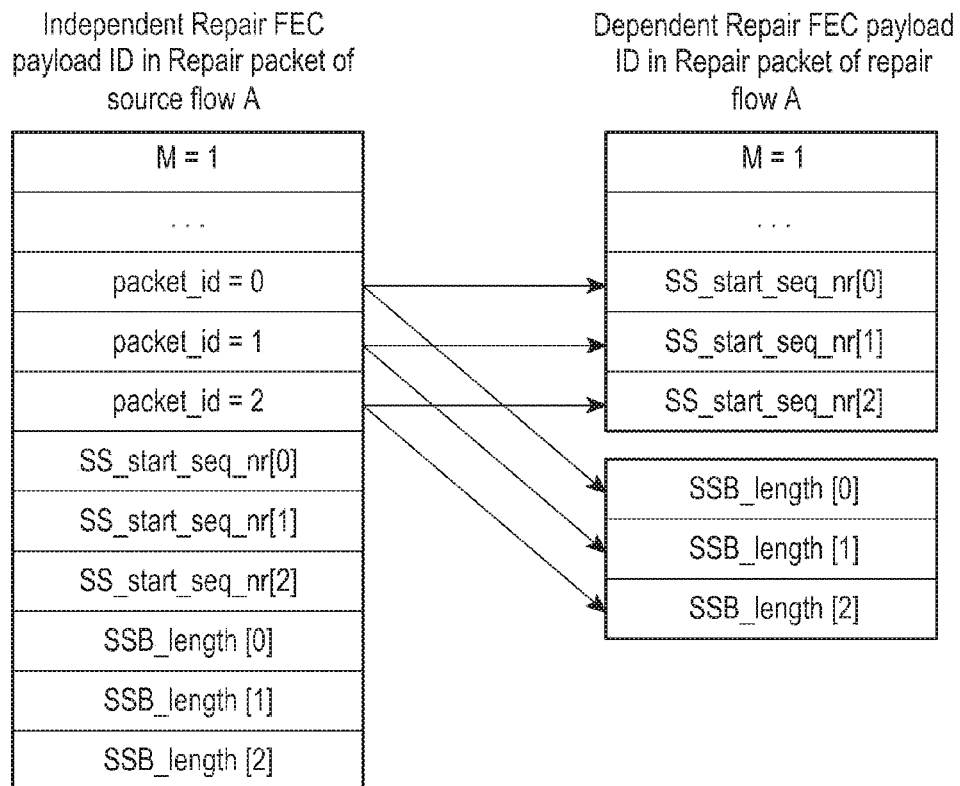 Independent Repair FEC
payload ID in Repair packet of
source flow A
M = 1
. . .
packet_id = 0
packet_id = 1
packet_id = 2
SS_start_seq_nr[0]
SS_start_seq_nr[1]
SS_start_seq_nr[2]
SSB_length [0]
SSB_length [1]
SSB_length [2]
Dependent Repair FEC payload
ID in Repair packet of repair
flow A
M = 1
. . .
SS_start_seq_nr[0]
SS_start_seq_nr[1]
SS_start_seq_nr[2]
SSB_length [0]
SSB_length [1]
SSB_length [2]